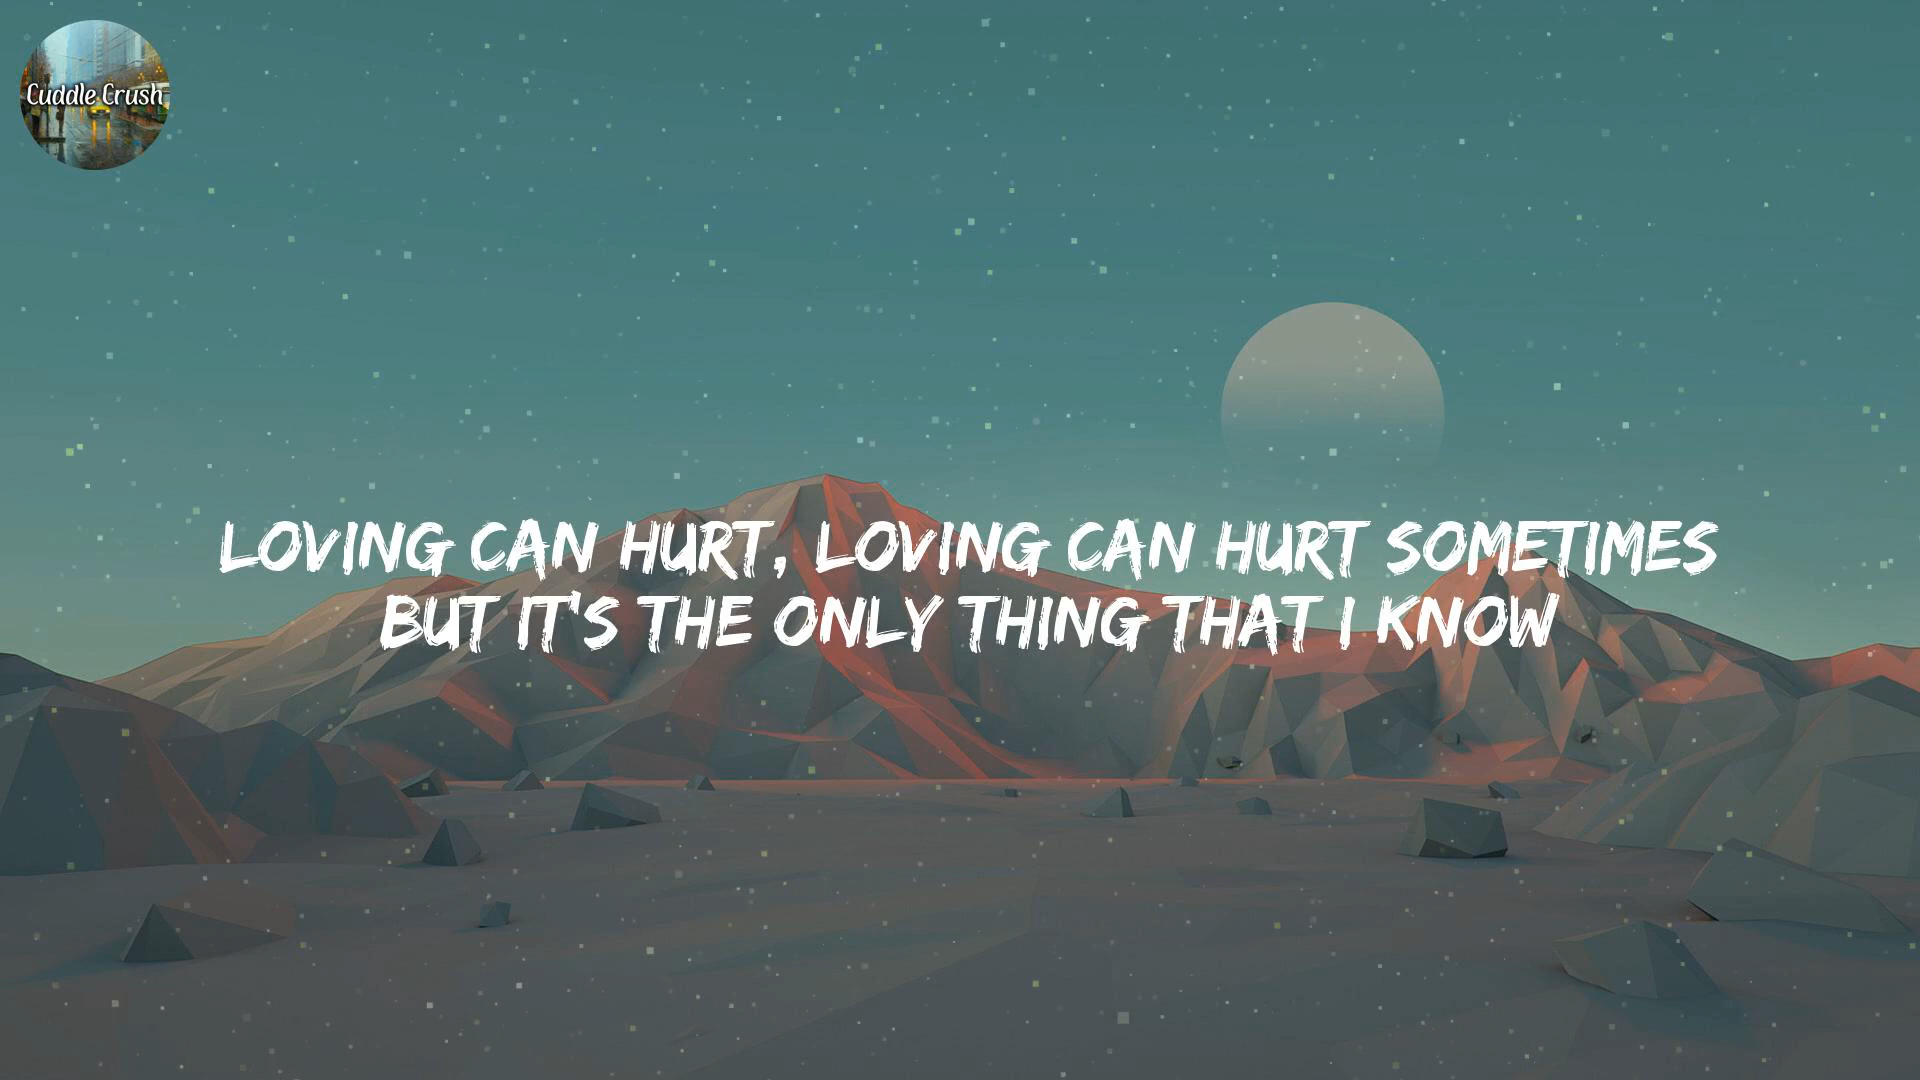 Cuddle Crush
LOVING CAN HURT, LOVING CAN HURT SOMETIMES
BUT IT'S THE ONLY THING THAT I KNOW